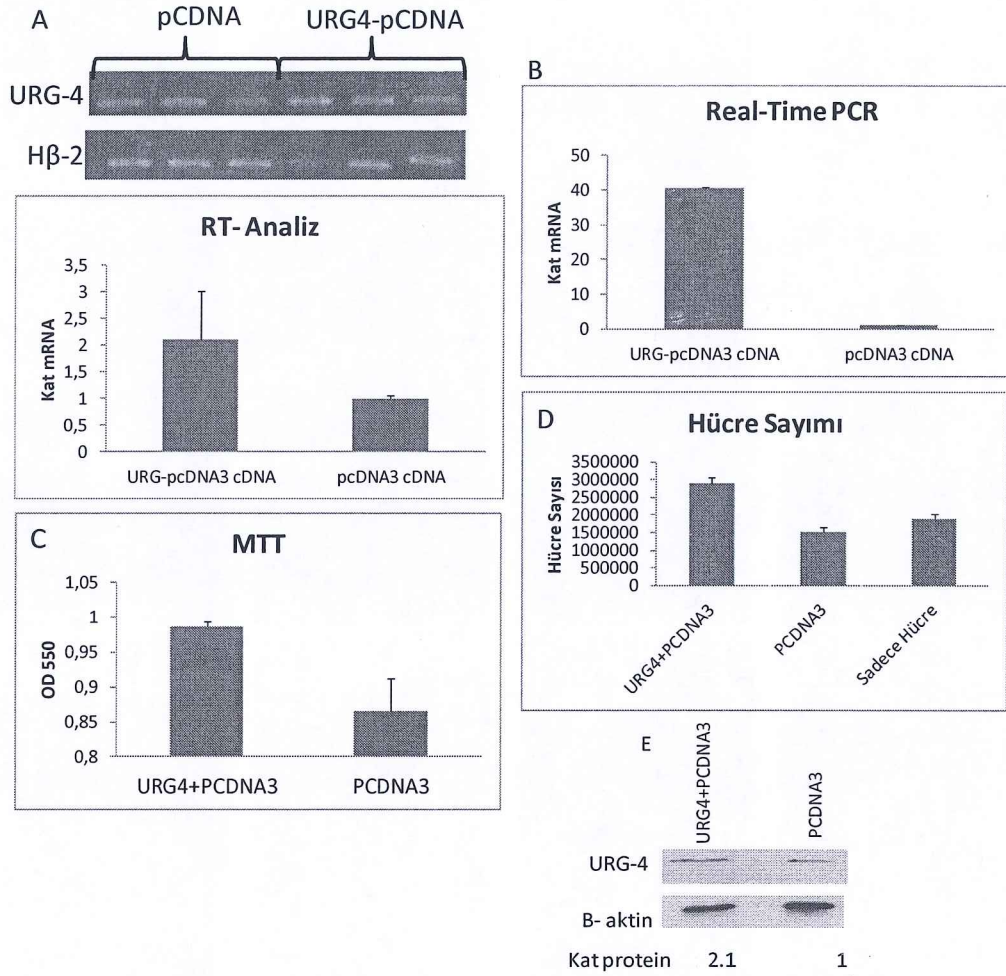 A
pCDNA
URG4-pCDNA
URG-4
Hβ-2
RT- Analiz
Kat mRNA
3,5
3
2,5
2
1,5
1
0,5
0
URG-pcDNA3 cDNA
pcDNA3 cDNA
B
Real-Time PCR
Kat mRNA
50
40
30
20
10
0
URG-pcDNA3 cDNA
pcDNA3 cDNA
C
MTT
OD 550
1,05
1
0,95
0,9
0,85
0,8
URG4+PCDNA3
PCDNA3
D
Hücre Sayımı
Hücre Sayısı
3500000
3000000
2500000
2000000
1500000
1000000
500000
0
URG4+PCDNA3
PCDNA3
Sadece Hücre
E
URG4+PCDNA3
PCDNA3
URG-4
B- aktin
Kat protein 2.1 1